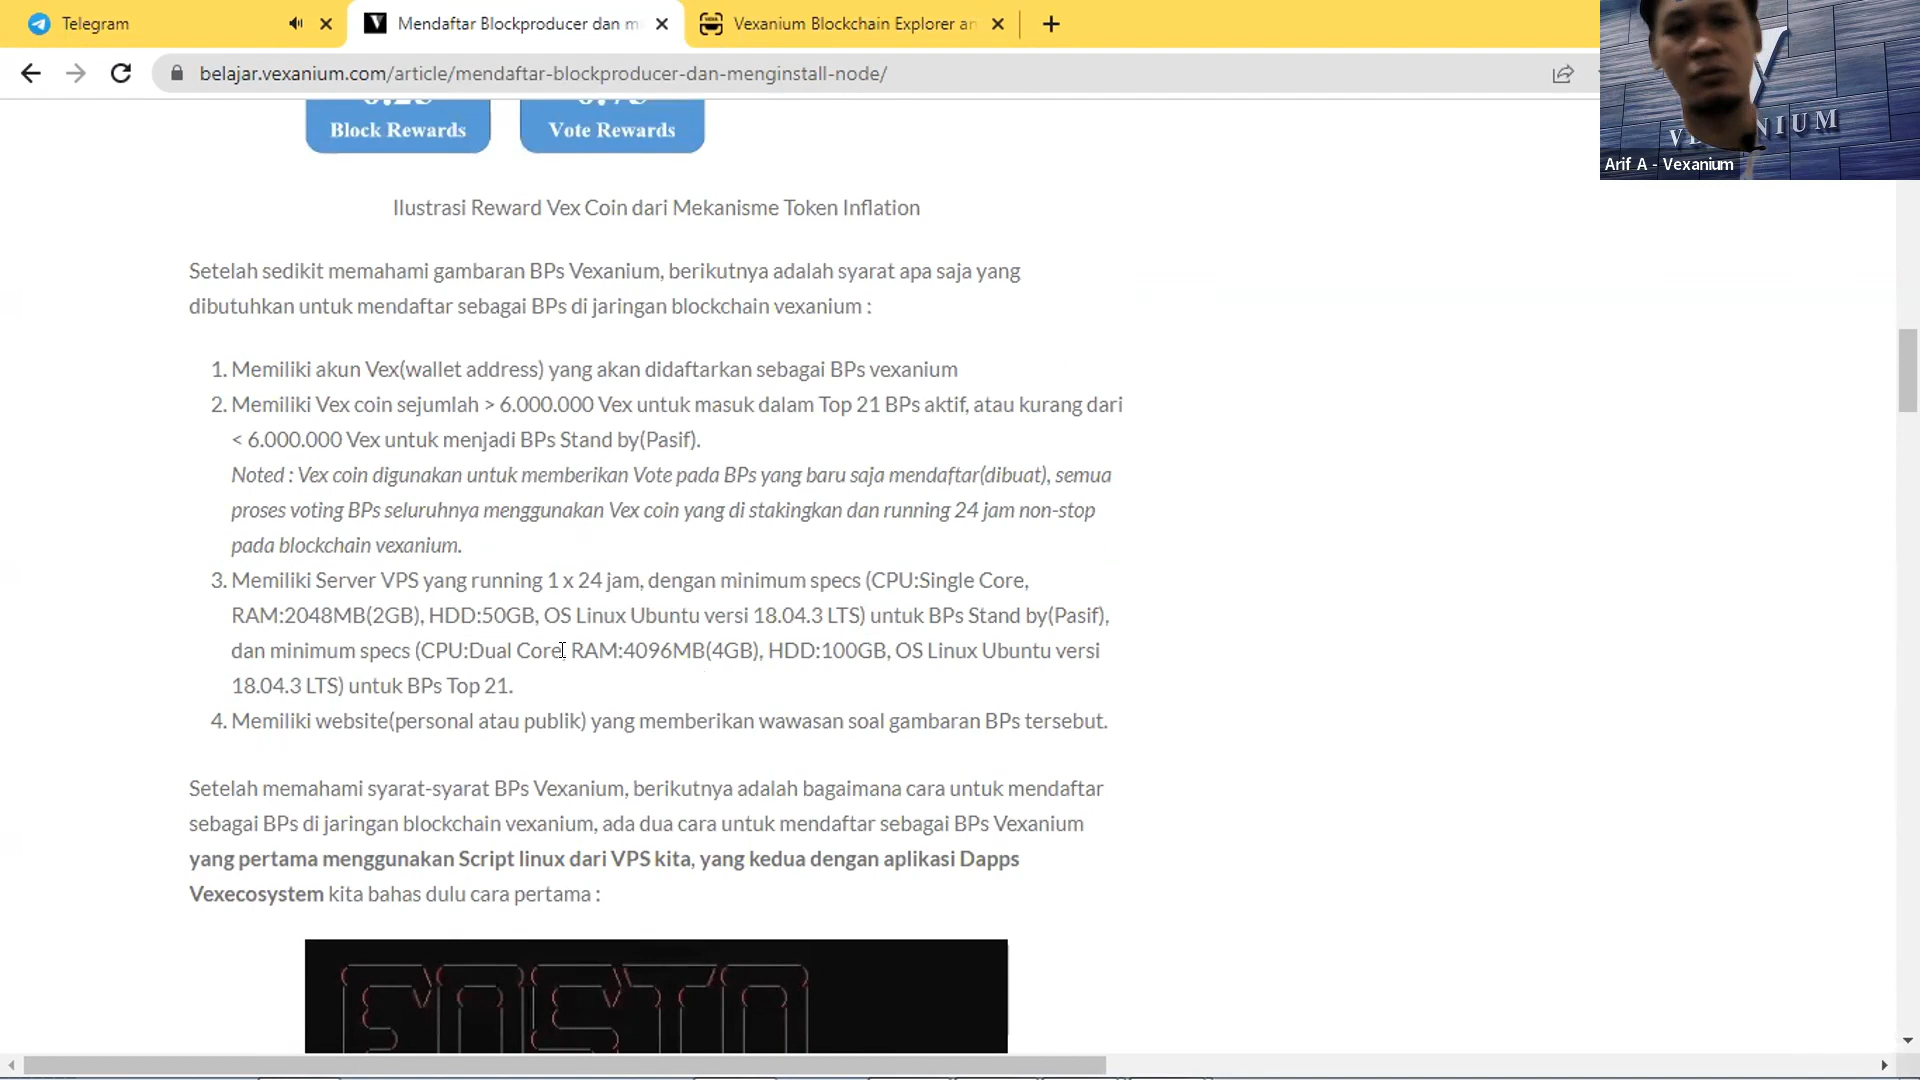 Telegram
Mendaftar Blockproducer dan m
Vexanium Blockchain Explorer an
belajar.vexanium.com/article/mendaftar-blockproducer-dan-menginstall-node/
Block Rewards
Vote Rewards
VEXANIUM
Arif A - Vexanium
Ilustrasi Reward Vex Coin dari Mekanisme Token Inflation
Setelah sedikit memahami gambaran BPs Vexanium, berikutnya adalah syarat apa saja yang
dibutuhkan untuk mendaftar sebagai BPs di jaringan blockchain vexanium :
1. Memiliki akun Vex(wallet address) yang akan didaftarkan sebagai BPs vexanium
2. Memiliki Vex coin sejumlah > 6.000.000 Vex untuk masuk dalam Top 21 BPs aktif, atau kurang dari
< 6.000.000 Vex untuk menjadi BPs Stand by(Pasif).
Noted : Vex coin digunakan untuk memberikan Vote pada BPs yang baru saja mendaftar(dibuat), semua
proses voting BPs seluruhnya menggunakan Vex coin yang di stakingkan dan running 24 jam non-stop
pada blockchain vexanium.
3. Memiliki Server VPS yang running 1 x 24 jam, dengan minimum specs (CPU:Single Core,
RAM:2048MB(2GB), HDD:50GB, OS Linux Ubuntu versi 18.04.3 LTS) untuk BPs Stand by(Pasif),
dan minimum specs (CPU:Dual Core, RAM:4096MB(4GB), HDD:100GB, OS Linux Ubuntu versi
18.04.3 LTS) untuk BPs Top 21.
4. Memiliki website(personal atau publik) yang memberikan wawasan soal gambaran BPs tersebut.
Setelah memahami syarat-syarat BPs Vexanium, berikutnya adalah bagaimana cara untuk mendaftar
sebagai BPs di jaringan blockchain vexanium, ada dua cara untuk mendaftar sebagai BPs Vexanium
yang pertama menggunakan Script linux dari VPS kita, yang kedua dengan aplikasi Dapps
Vexecosystem kita bahas dulu cara pertama :